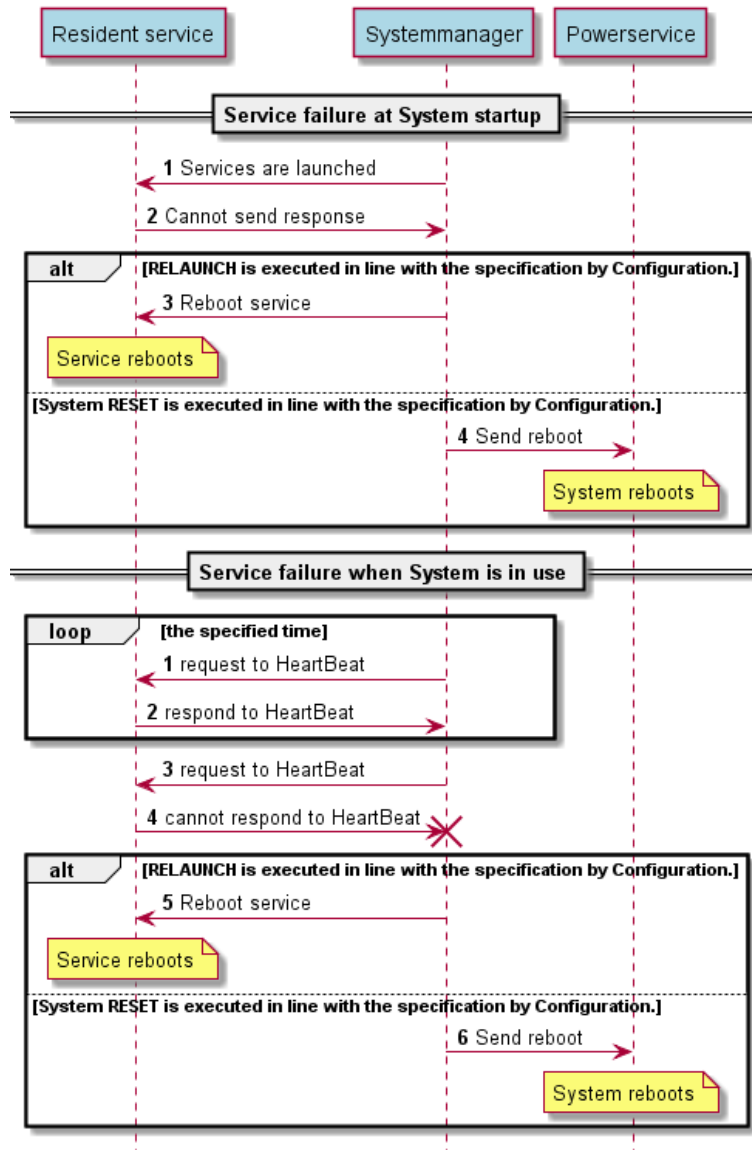 Resident service
Systemmanager
Powerservice
Service failure at System startup
1 Services are launched
2 Cannot send response
alt
[RELAUNCH is executed in line with the specification by Configuration.]
3 Reboot service
Service reboots
[System RESET is executed in line with the specification by Configuration.]
4 Send reboot
System reboots
Service failure when System is in use
loop
[the specified time]
1 request to HeartBeat
2 respond to HeartBeat
3 request to HeartBeat
4 cannot respond to HeartBeat
alt
[RELAUNCH is executed in line with the specification by Configuration.]
5 Reboot service
Service reboots
[System RESET is executed in line with the specification by Configuration.]
6 Send reboot
System reboots